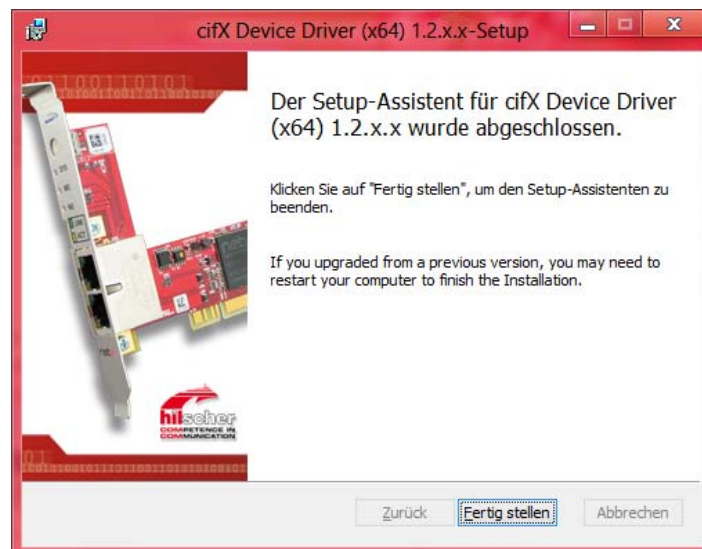 cifX Device Driver (x64) 1.2.x.x-Setup
Der Setup-Assistent für cifX Device Driver
(x64) 1.2.x.x wurde abgeschlossen.
Klicken Sie auf "Fertig stellen", um den Setup-Assistenten zu
beenden.
If you upgraded from a previous version, you may need to
restart your computer to finish the Installation.
hilscher
COMPETENCE IN
COMMUNICATION
Zurück
Fertig stellen
Abbrechen